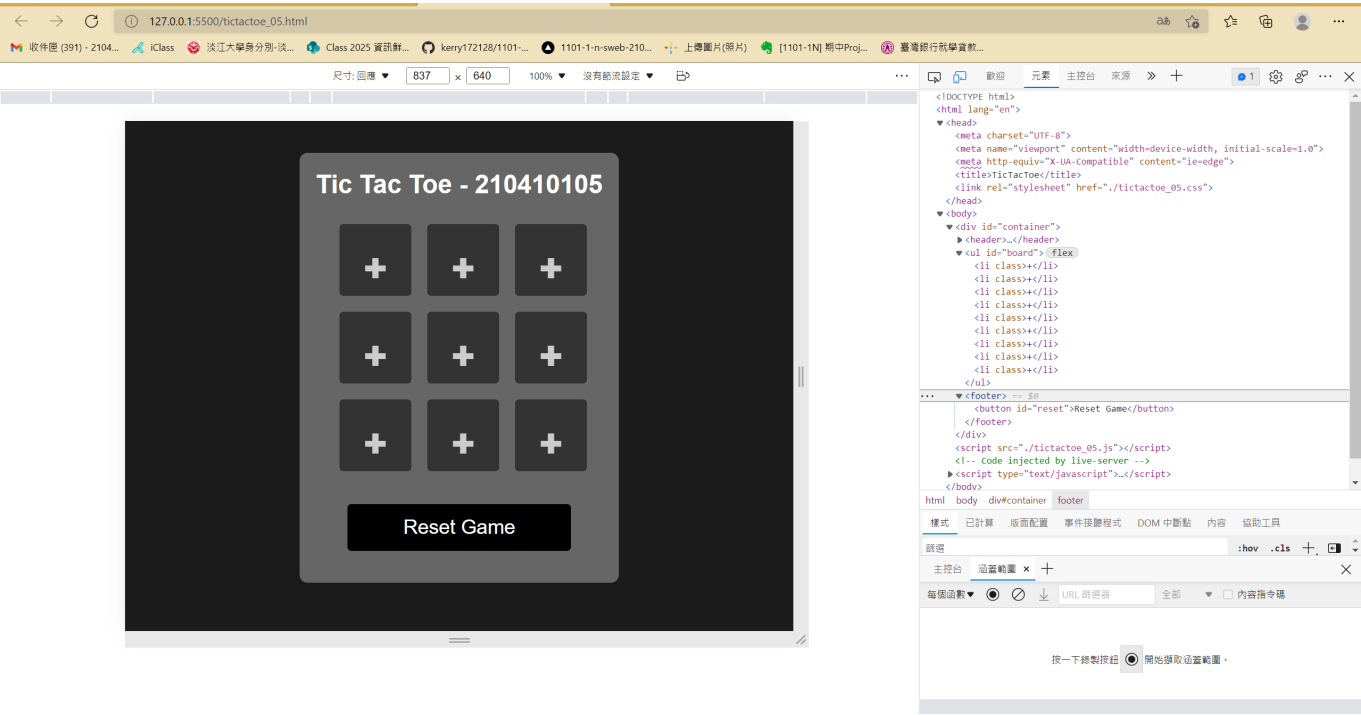 127.0.0.1:5500/tictactoe_05.html
收件匣 (391) - 2104... iClass 淡江大學身分別-淡... Class 2025 資訊鮮... kerry172128/1101-... 1101-1-n-sweb-210... 上傳圖片(照片) [1101-1N] 期中Proj... 臺灣銀行就學貸款...
尺寸: 回應 ▼ 837 x 640 100% ▼ 沒有節流設定 ▼
歡迎 元素 主控台 來源 1
Tic Tac Toe - 210410105
+ + +
+ + +
+ + +
Reset Game
<!DOCTYPE html>
<html lang="en">
▼<head>
<meta charset="UTF-8">
<meta name="viewport" content="width=device-width, initial-scale=1.0">
<meta http-equiv="X-UA-Compatible" content="ie=edge">
<title>TicTacToe</title>
<link rel="stylesheet" href="./tictactoe_05.css">
</head>
▼<body>
▼<div id="container">
▶<header>…</header>
▼<ul id="board"> flex
<li class>+</li>
<li class>+</li>
<li class>+</li>
<li class>+</li>
<li class>+</li>
<li class>+</li>
<li class>+</li>
<li class>+</li>
<li class>+</li>
</ul>
... ▼<footer> == $0
<button id="reset">Reset Game</button>
</footer>
</div>
<script src="./tictactoe_05.js"></script>
<!-- Code injected by live-server -->
▶<script type="text/javascript">…</script>
</body>
html body div#container footer
樣式 已計算 版面配置 事件接聽程式 DOM 中斷點 內容 協助工具
篩選 :hov .cls
主控台 涵蓋範圍 ×
每個函數▼ URL 篩選器 全部 ▼ 內容指令碼
按一下錄製按鈕 開始擷取涵蓋範圍。